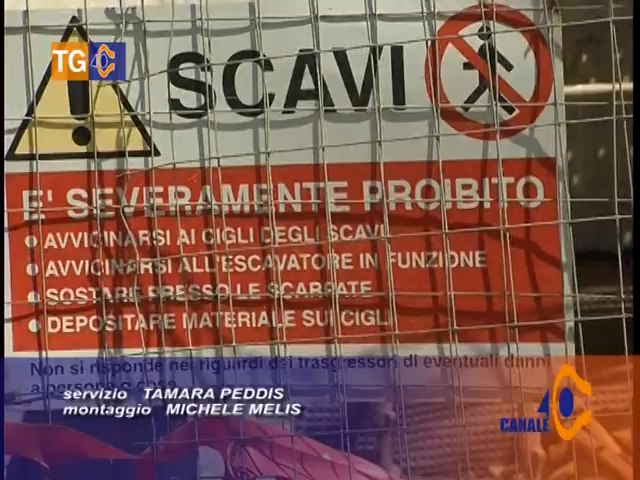 TG 4C
SCAVI
E' SEVERAMENTE PROIBITO
AVVICINARSI AI CIGLI DEGLI SCAVI
AVVICINARSI ALL'ESCAVATORE IN FUNZIONE
SOSTARE PRESSO LE SCARPATE
DEPOSITARE MATERIALE SUI CIGLI
Non si risponde nei riguardi dei trasgressori di eventuali danni
a persone o cose
servizio TAMARA PEDDIS
montaggio MICHELE MELIS
CANALE 4